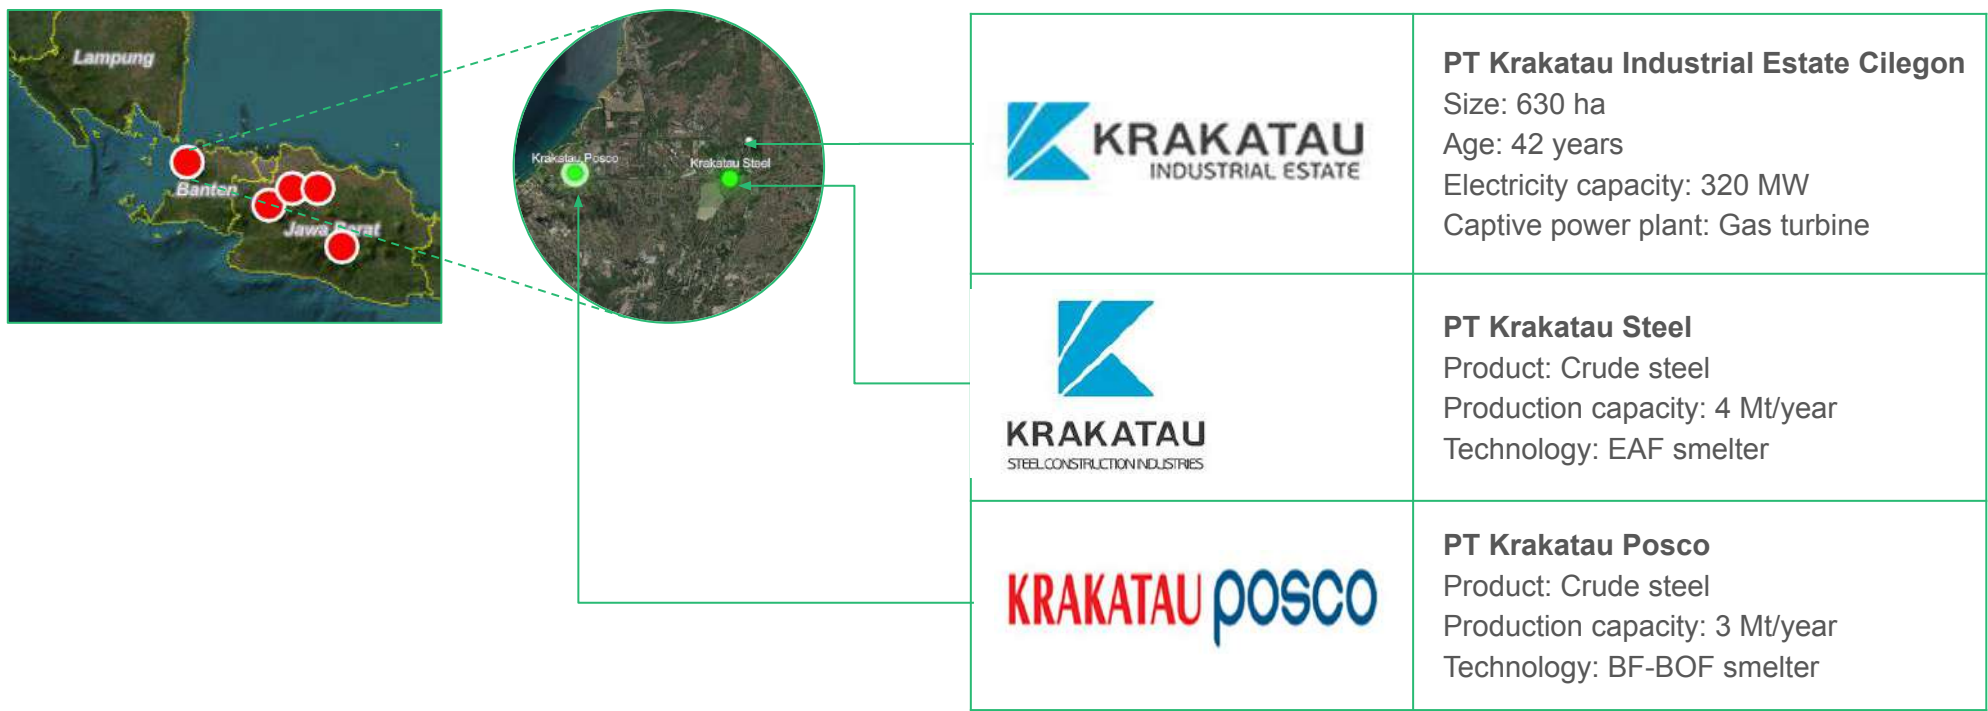 Lampung
Banten
Jawa Barat
Krakatau Posco
Krakatau Steel
KRAKATAU
INDUSTRIAL ESTATE
PT Krakatau Industrial Estate Cilegon
Size: 630 ha
Age: 42 years
Electricity capacity: 320 MW
Captive power plant: Gas turbine
KRAKATAU
STEEL CONSTRUCTION INDUSTRIES
PT Krakatau Steel
Product: Crude steel
Production capacity: 4 Mt/year
Technology: EAF smelter
KRAKATAU posco
PT Krakatau Posco
Product: Crude steel
Production capacity: 3 Mt/year
Technology: BF-BOF smelter